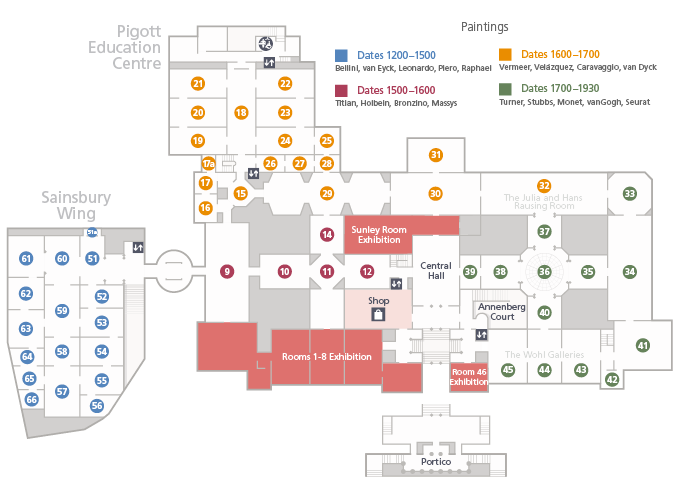 Paintings
Pigott
Education
Centre
Dates 1200–1500
Bellini, van Eyck, Leonardo, Piero, Raphael
Dates 1600–1700
Vermeer, Velázquez, Caravaggio, van Dyck
Dates 1500–1600
Titian, Holbein, Bronzino, Massys
Dates 1700–1930
Turner, Stubbs, Monet, vanGogh, Seurat
21
22
20
18
23
19
24
25
17a
26
27
28
31
17
15
29
30
32
33
The Julia and Hans
Rausing Room
16
Sainsbury
Wing
14
Sunley Room
Exhibition
37
51a
61
60
51
9
10
11
12
Central
Hall
39
38
36
35
34
62
52
Shop
59
53
Annenberg
Court
40
63
64
58
54
Rooms 1-8 Exhibition
The Wohl Galleries
41
65
57
55
Room 46
Exhibition
45
44
43
42
66
56
Portico